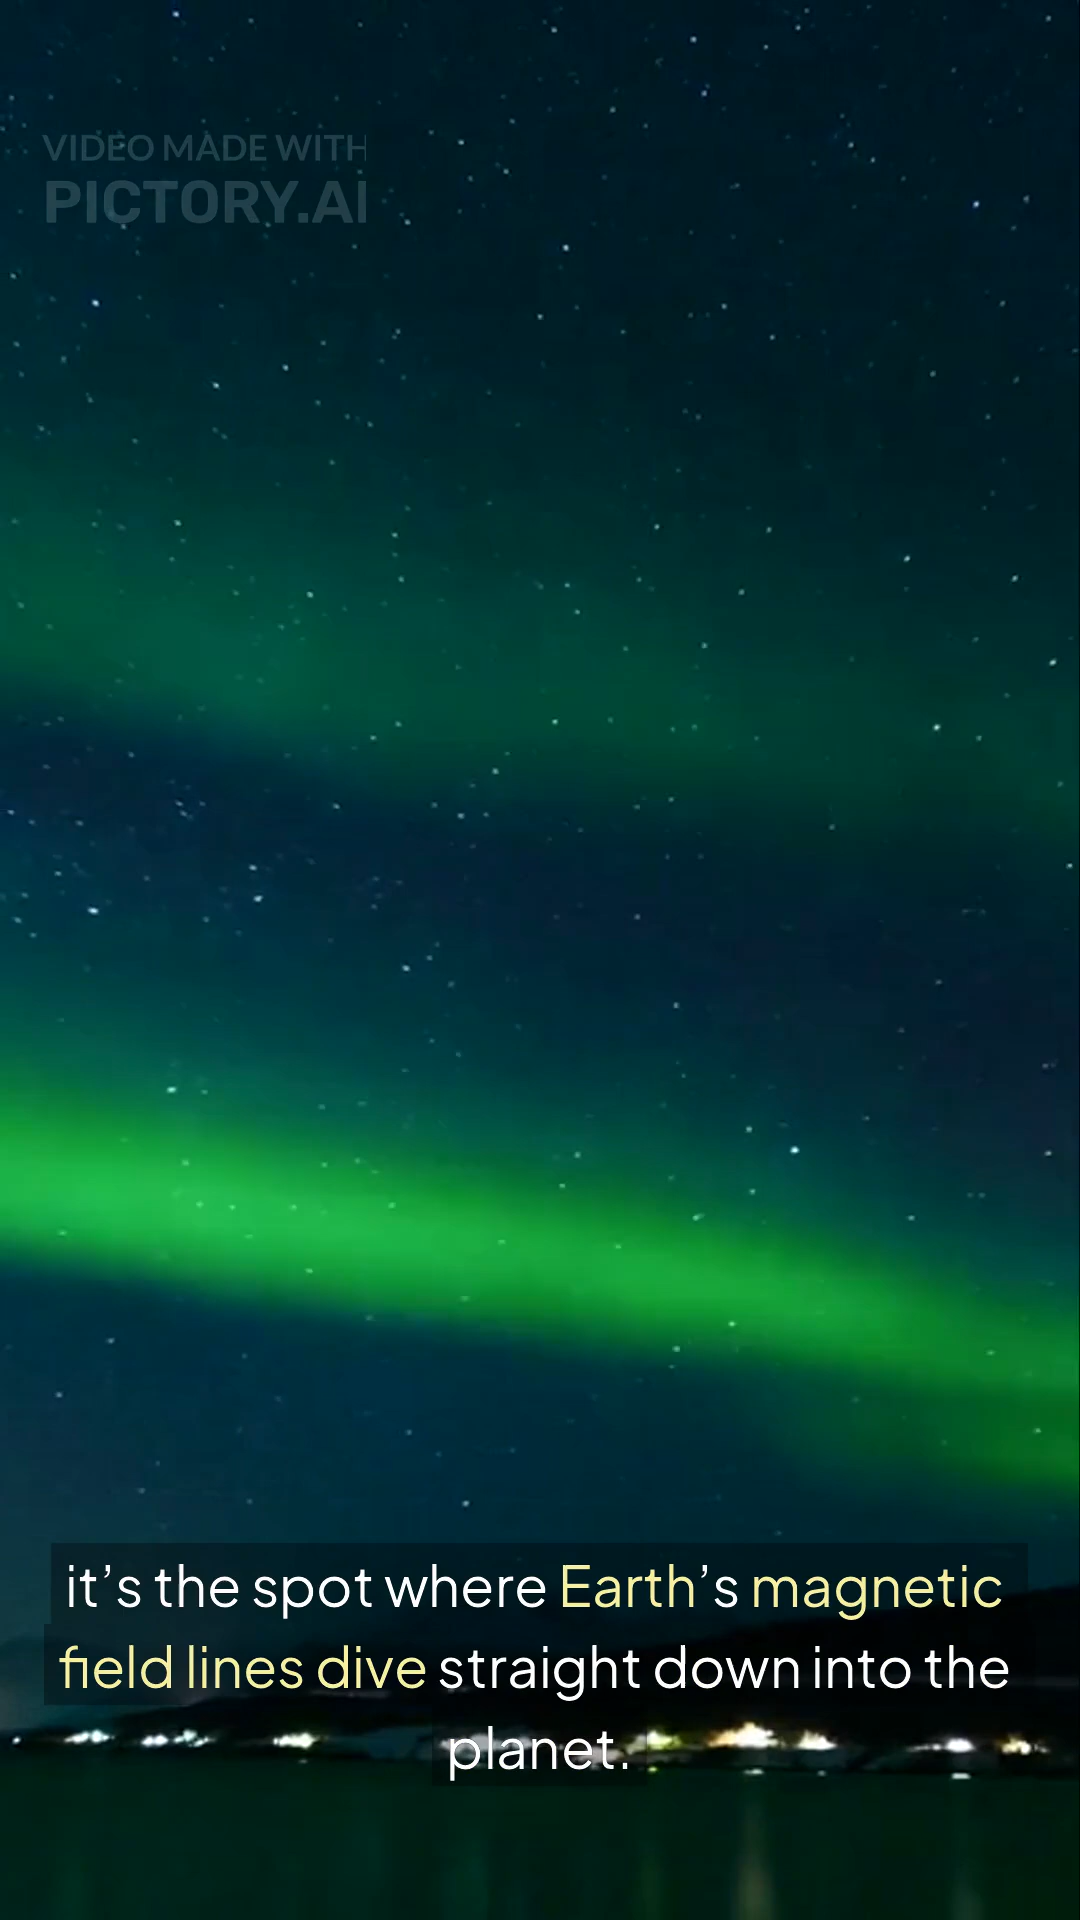 VIDEO MADE WITH
PICTORY.AI
it’s the spot where Earth’s magnetic
field lines dive straight down into the
planet.